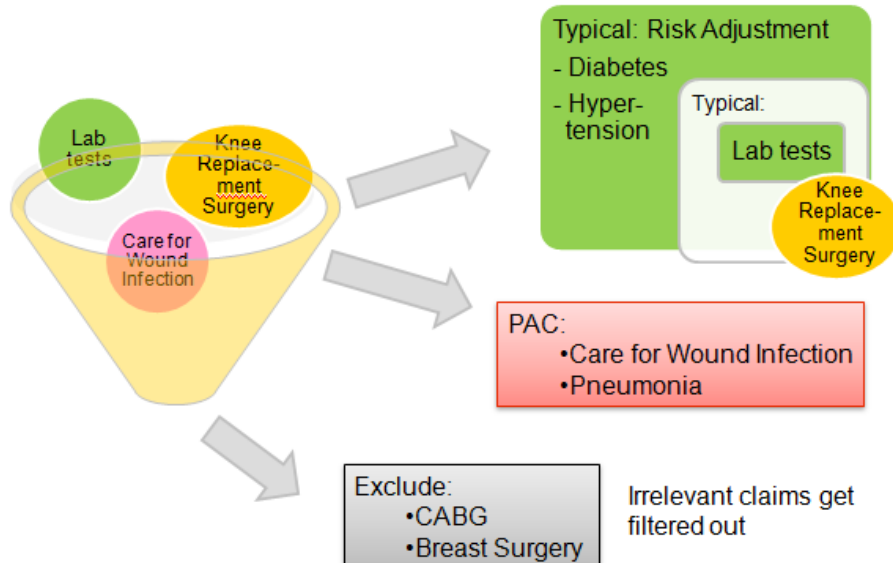 Lab
tests
Knee
Replace-
ment
Surgery
Care for
Wound
Infection
Typical: Risk Adjustment
- Diabetes
- Hyper-
tension
Typical:
Lab tests
Knee
Replace-
ment
Surgery
PAC:
•Care for Wound Infection
•Pneumonia
Exclude:
•CABG
•Breast Surgery
Irrelevant claims get
filtered out